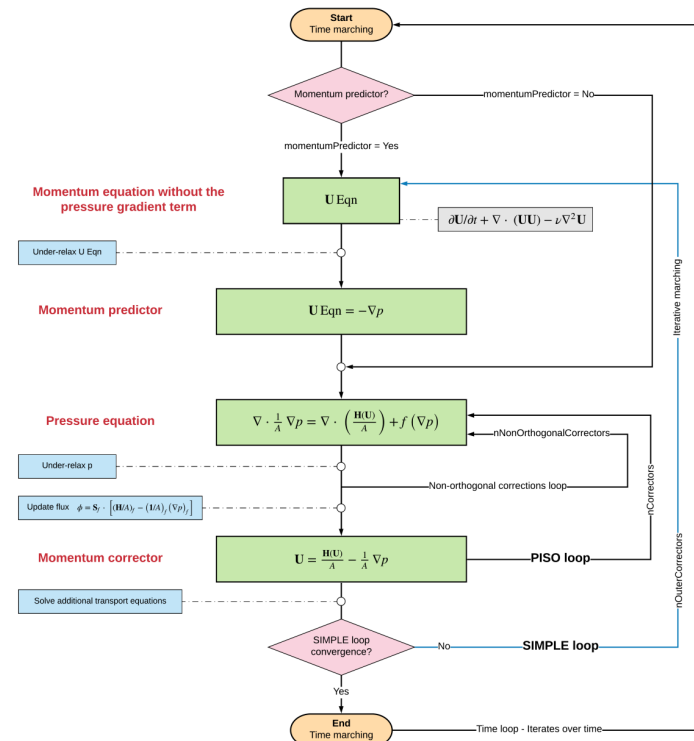 Start
Time marching
Momentum predictor?
momentumPredictor = No
momentumPredictor = Yes
Momentum equation without the
pressure gradient term
U Eqn
∂U/∂t + ∇ · (UU) − ν∇²U
Under-relax U Eqn
Iterative marching
Momentum predictor
U Eqn = −∇p
Pressure equation
∇ · 1/A ∇p = ∇ · (H(U)/A) + f (∇p)
nNonOrthogonalCorrectors
Under-relax p
Non-orthogonal corrections loop
nCorrectors
Update flux ϕ = S_f · [(H/A)_f − (1/A)_f (∇p)_f]
Momentum corrector
U = H(U)/A − 1/A ∇p
PISO loop
nOuterCorrectors
Solve additional transport equations
SIMPLE loop
convergence?
No
SIMPLE loop
Yes
End
Time marching
Time loop - Iterates over time